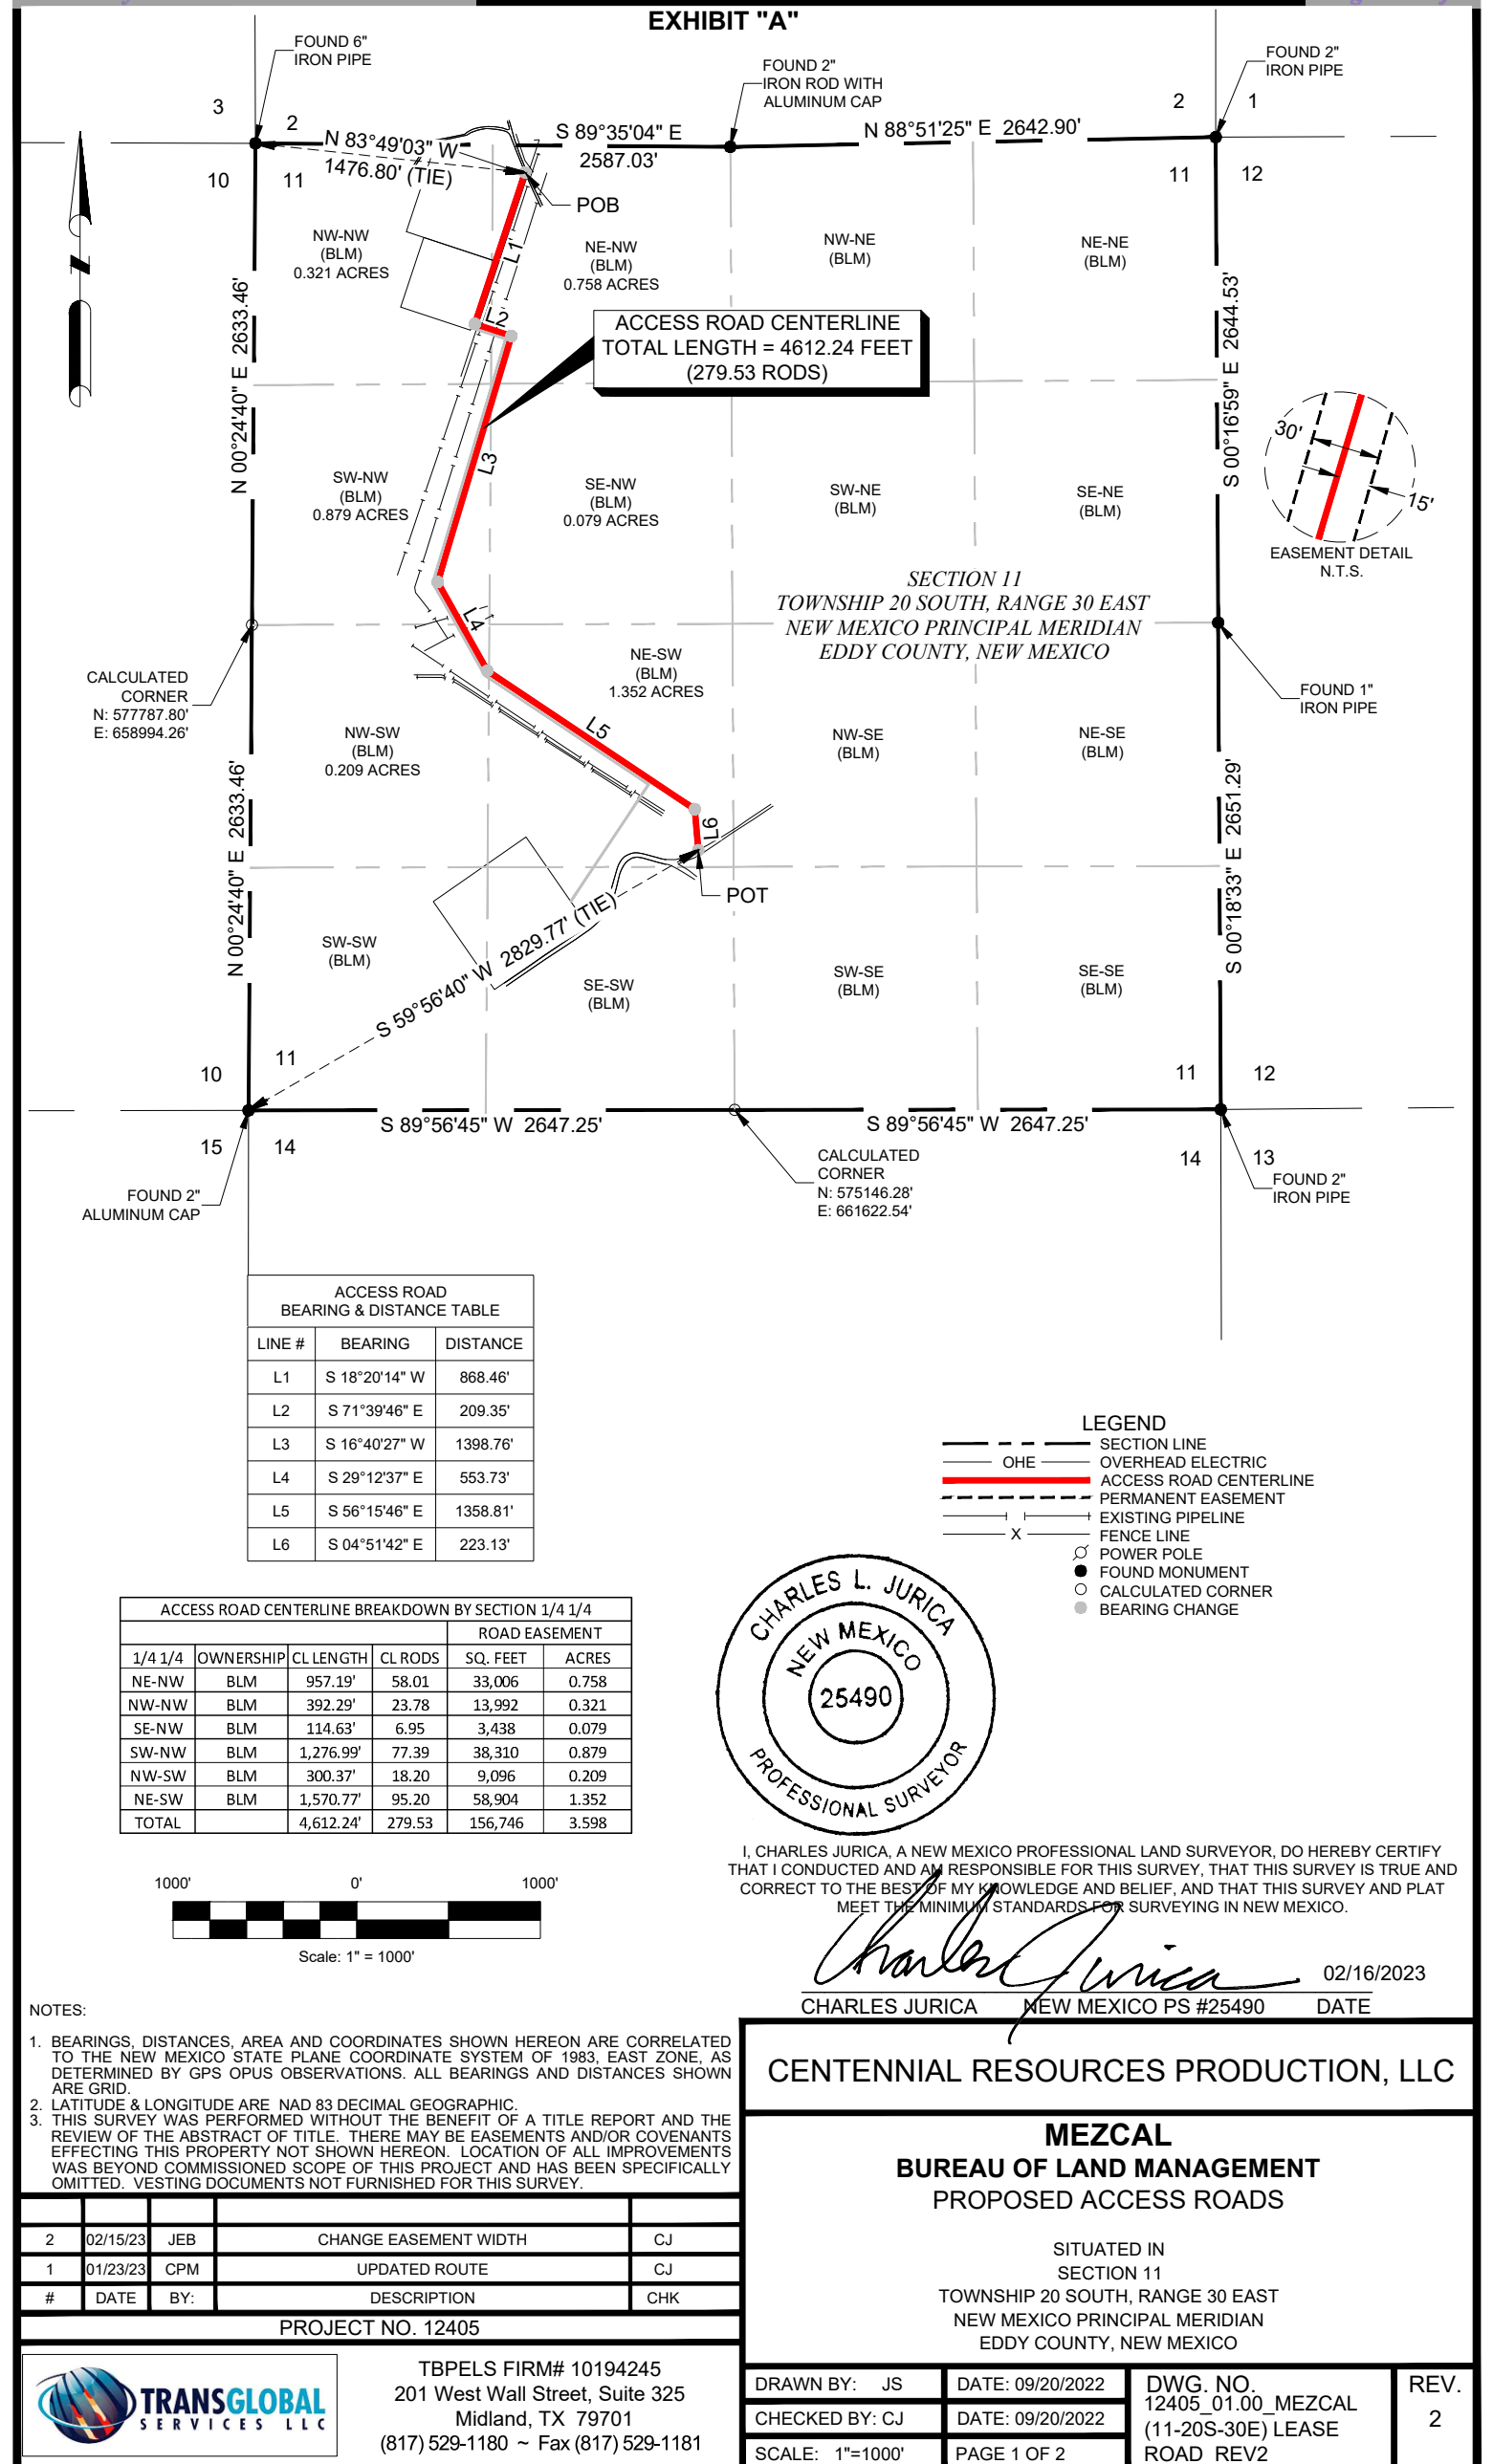 EXHIBIT "A"
FOUND 6"
IRON PIPE
FOUND 2"
IRON ROD WITH
ALUMINUM CAP
FOUND 2"
IRON PIPE
3
2
2
1
N 83°49'03" W
1476.80' (TIE)
S 89°35'04" E
2587.03'
N 88°51'25" E 2642.90'
10
11
11
12
POB
NW-NW
(BLM)
0.321 ACRES
NE-NW
(BLM)
0.758 ACRES
NW-NE
(BLM)
NE-NE
(BLM)
L1
L2
N 00°24'40" E 2633.46'
S 00°16'59" E 2644.53'
ACCESS ROAD CENTERLINE
TOTAL LENGTH = 4612.24 FEET
(279.53 RODS)
N
30'
15'
EASEMENT DETAIL
N.T.S.
L3
SW-NW
(BLM)
0.879 ACRES
SE-NW
(BLM)
0.079 ACRES
SW-NE
(BLM)
SE-NE
(BLM)
SECTION 11
TOWNSHIP 20 SOUTH, RANGE 30 EAST
NEW MEXICO PRINCIPAL MERIDIAN
EDDY COUNTY, NEW MEXICO
L4
CALCULATED
CORNER
N: 577787.80'
E: 658994.26'
NE-SW
(BLM)
1.352 ACRES
FOUND 1"
IRON PIPE
L5
NW-SW
(BLM)
0.209 ACRES
NW-SE
(BLM)
NE-SE
(BLM)
N 00°24'40" E 2633.46'
S 00°18'33" E 2651.29'
L6
POT
S 59°56'40" W 2829.77' (TIE)
SW-SW
(BLM)
SE-SW
(BLM)
SW-SE
(BLM)
SE-SE
(BLM)
10
11
11
12
S 89°56'45" W 2647.25'
S 89°56'45" W 2647.25'
15
14
14
13
FOUND 2"
ALUMINUM CAP
CALCULATED
CORNER
N: 575146.28'
E: 661622.54'
FOUND 2"
IRON PIPE
ACCESS ROAD
BEARING & DISTANCE TABLE
LINE # BEARING DISTANCE
L1 S 18°20'14" W 868.46'
L2 S 71°39'46" E 209.35'
L3 S 16°40'27" W 1398.76'
L4 S 29°12'37" E 553.73'
L5 S 56°15'46" E 1358.81'
L6 S 04°51'42" E 223.13'
LEGEND
SECTION LINE
OHE OVERHEAD ELECTRIC
ACCESS ROAD CENTERLINE
PERMANENT EASEMENT
EXISTING PIPELINE
X FENCE LINE
POWER POLE
FOUND MONUMENT
CALCULATED CORNER
BEARING CHANGE
ACCESS ROAD CENTERLINE BREAKDOWN BY SECTION 1/4 1/4
ROAD EASEMENT
1/4 1/4 OWNERSHIP CL LENGTH CL RODS SQ. FEET ACRES
NE-NW BLM 957.19' 58.01 33,006 0.758
NW-NW BLM 392.29' 23.78 13,992 0.321
SE-NW BLM 114.63' 6.95 3,438 0.079
SW-NW BLM 1,276.99' 77.39 38,310 0.879
NW-SW BLM 300.37' 18.20 9,096 0.209
NE-SW BLM 1,570.77' 95.20 58,904 1.352
TOTAL 4,612.24' 279.53 156,746 3.598
CHARLES L. JURICA
NEW MEXICO
25490
PROFESSIONAL SURVEYOR
1000' 0' 1000'
Scale: 1" = 1000'
I, CHARLES JURICA, A NEW MEXICO PROFESSIONAL LAND SURVEYOR, DO HEREBY CERTIFY
THAT I CONDUCTED AND AM RESPONSIBLE FOR THIS SURVEY, THAT THIS SURVEY IS TRUE AND
CORRECT TO THE BEST OF MY KNOWLEDGE AND BELIEF, AND THAT THIS SURVEY AND PLAT
MEET THE MINIMUM STANDARDS FOR SURVEYING IN NEW MEXICO.
Charles Jurica
02/16/2023
CHARLES JURICA NEW MEXICO PS #25490 DATE
NOTES:
1. BEARINGS, DISTANCES, AREA AND COORDINATES SHOWN HEREON ARE CORRELATED
TO THE NEW MEXICO STATE PLANE COORDINATE SYSTEM OF 1983, EAST ZONE, AS
DETERMINED BY GPS OPUS OBSERVATIONS. ALL BEARINGS AND DISTANCES SHOWN
ARE GRID.
2. LATITUDE & LONGITUDE ARE NAD 83 DECIMAL GEOGRAPHIC.
3. THIS SURVEY WAS PERFORMED WITHOUT THE BENEFIT OF A TITLE REPORT AND THE
REVIEW OF THE ABSTRACT OF TITLE. THERE MAY BE EASEMENTS AND/OR COVENANTS
EFFECTING THIS PROPERTY NOT SHOWN HEREON. LOCATION OF ALL IMPROVEMENTS
WAS BEYOND COMMISSIONED SCOPE OF THIS PROJECT AND HAS BEEN SPECIFICALLY
OMITTED. VESTING DOCUMENTS NOT FURNISHED FOR THIS SURVEY.
2 02/15/23 JEB CHANGE EASEMENT WIDTH CJ
1 01/23/23 CPM UPDATED ROUTE CJ
# DATE BY: DESCRIPTION CHK
PROJECT NO. 12405
TRANSGLOBAL
SERVICES LLC
TBPELS FIRM# 10194245
201 West Wall Street, Suite 325
Midland, TX 79701
(817) 529-1180 ~ Fax (817) 529-1181
CENTENNIAL RESOURCES PRODUCTION, LLC
MEZCAL
BUREAU OF LAND MANAGEMENT
PROPOSED ACCESS ROADS
SITUATED IN
SECTION 11
TOWNSHIP 20 SOUTH, RANGE 30 EAST
NEW MEXICO PRINCIPAL MERIDIAN
EDDY COUNTY, NEW MEXICO
DRAWN BY: JS DATE: 09/20/2022
CHECKED BY: CJ DATE: 09/20/2022
SCALE: 1"=1000' PAGE 1 OF 2
DWG. NO.
12405_01.00_MEZCAL
(11-20S-30E) LEASE
ROAD_REV2
REV.
2